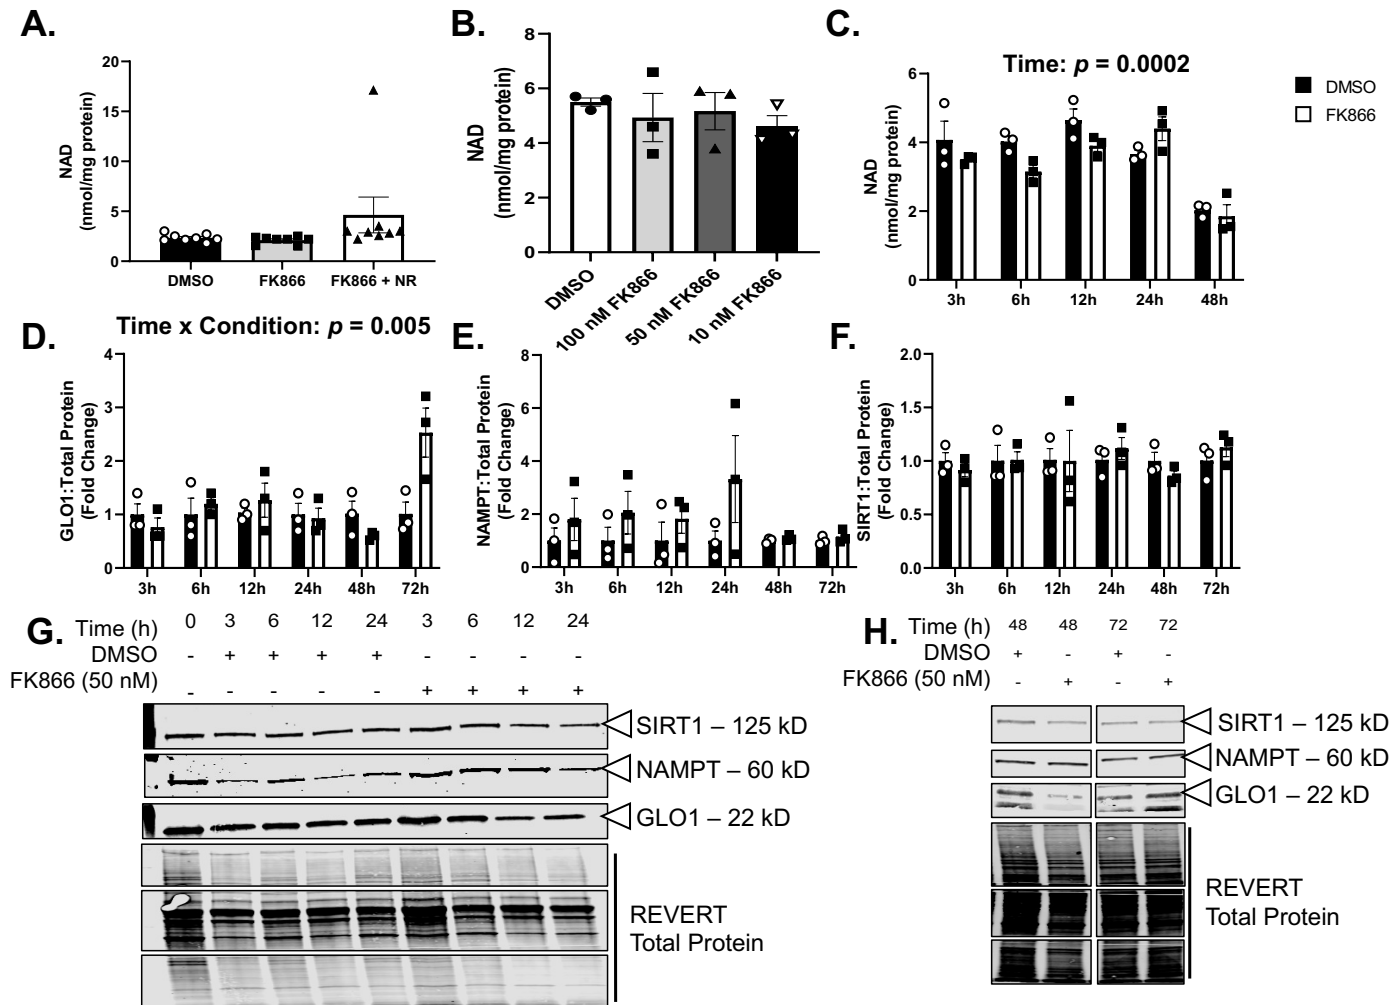 A.
NAD
(nmol/mg protein)
20
15
10
5
0
DMSO
FK866
FK866 + NR
B.
NAD
(nmol/mg protein)
8
6
4
2
0
DMSO
100 nM FK866
50 nM FK866
10 nM FK866
C.
Time: p = 0.0002
DMSO
FK866
NAD
(nmol/mg protein)
6
4
2
0
3h 6h 12h 24h 48h
D.
Time x Condition: p = 0.005
GLO1:Total Protein
(Fold Change)
4
3
2
1
0
3h 6h 12h 24h 48h 72h
E.
NAMPT:Total Protein
(Fold Change)
8
6
4
2
0
3h 6h 12h 24h 48h 72h
F.
SIRT1:Total Protein
(Fold Change)
2.0
1.5
1.0
0.5
0.0
3h 6h 12h 24h 48h 72h
G.
Time (h) 0 3 6 12 24 3 6 12 24
DMSO - + + + + - - - -
FK866 (50 nM) - - - - - + + + +
SIRT1 – 125 kD
NAMPT – 60 kD
GLO1 – 22 kD
REVERT
Total Protein
H.
Time (h) 48 48 72 72
DMSO + - + -
FK866 (50 nM) - + - +
SIRT1 – 125 kD
NAMPT – 60 kD
GLO1 – 22 kD
REVERT
Total Protein